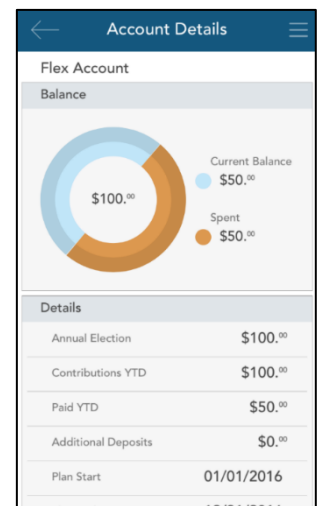 Account Details
Flex Account
Balance
$100.00
Current Balance
$50.00
Spent
$50.00
Details
Annual Election $100.00
Contributions YTD $100.00
Paid YTD $50.00
Additional Deposits $0.00
Plan Start 01/01/2016